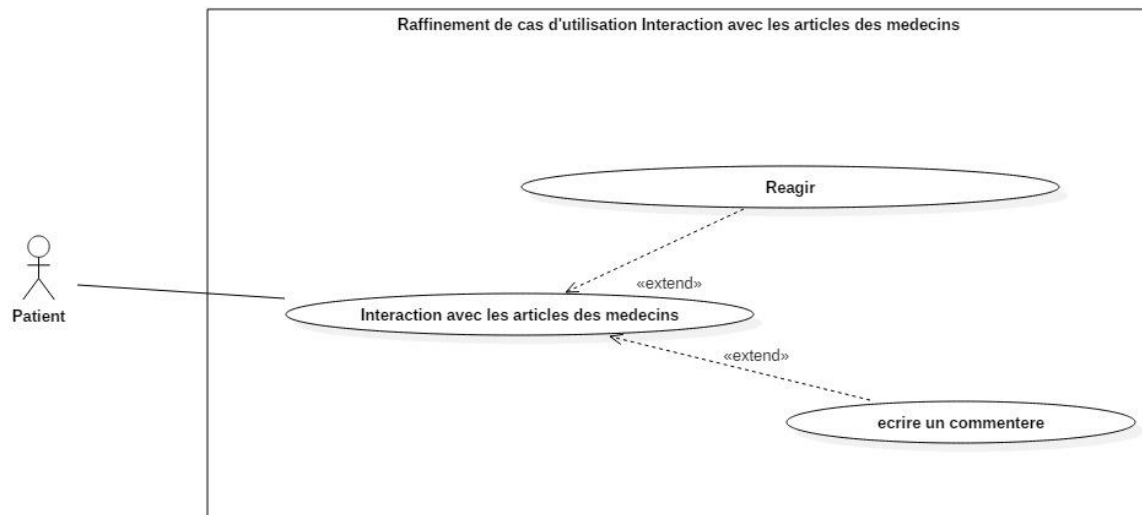 Raffinement de cas d'utilisation Interaction avec les articles des medecins
Reagir
«extend»
Patient
Interaction avec les articles des medecins
«extend»
ecrire un commentere